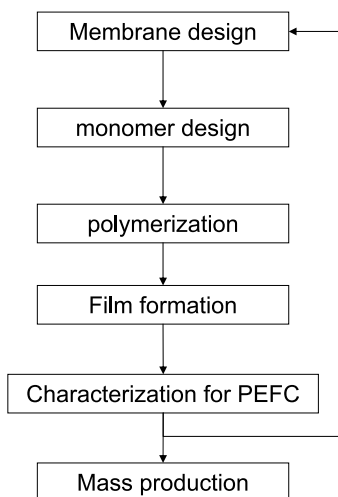 Membrane design
monomer design
polymerization
Film formation
Characterization for PEFC
Mass production